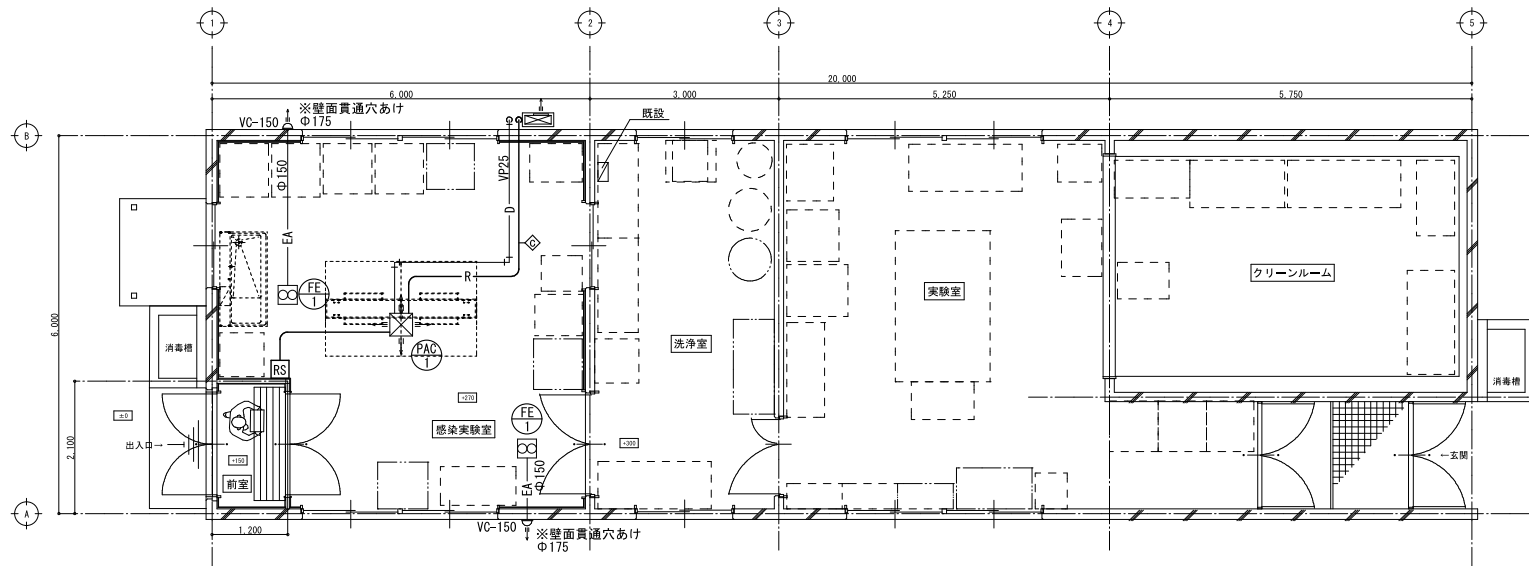 1
2
3
4
5
20.000
6.000
3.000
5.250
5.750
※壁面貫通穴あけ
Φ175
VC-150
既設
B
Φ150
VP25
D
EA
C
R
FE
1
クリーンルーム
実験室
6.000
消毒槽
洗浄室
PAC
1
RS
消毒槽
+270
±0
FE
1
感染実験室
2.100
出入口→
+300
←玄関
+150
前室
EA
Φ150
A
VC-150
1.200
※壁面貫通穴あけ
Φ175